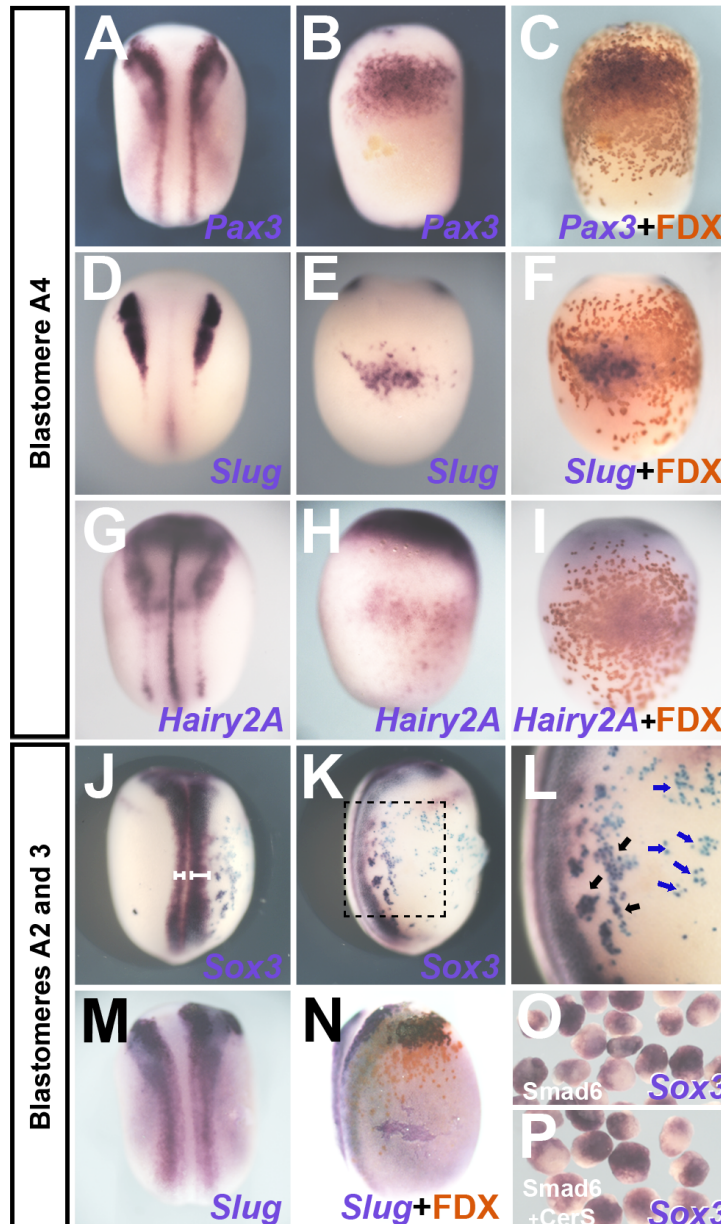 Blastomere A4
A
Pax3
B
Pax3
C
Pax3+FDX
D
Slug
E
Slug
F
Slug+FDX
G
Hairy2A
H
Hairy2A
I
Hairy2A+FDX
Blastomeres A2 and 3
J
Sox3
K
Sox3
L
M
Slug
N
Slug+FDX
O
Smad6
Sox3
P
Smad6
+CerS
Sox3